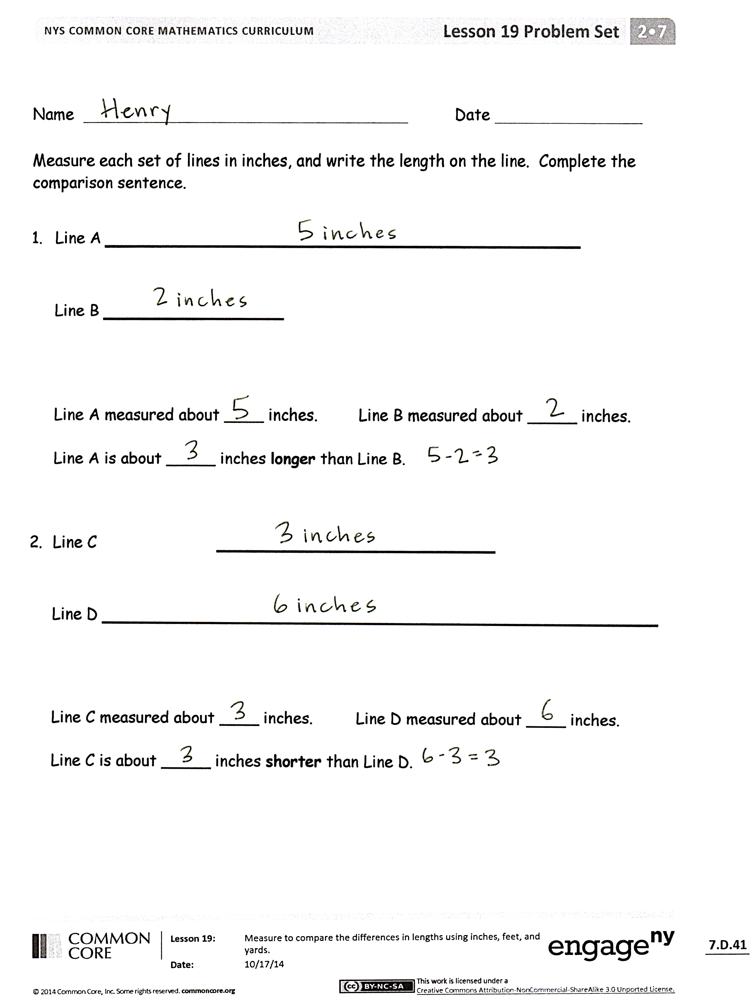 NYS COMMON CORE MATHEMATICS CURRICULUM Lesson 19 Problem Set 2•7
Name Henry Date
Measure each set of lines in inches, and write the length on the line. Complete the
comparison sentence.
5 inches
1. Line A
2 inches
Line B
Line A measured about 5 inches. Line B measured about 2 inches.
Line A is about 3 inches longer than Line B. 5-2=3
3 inches
2. Line C
6 inches
Line D
Line C measured about 3 inches. Line D measured about 6 inches.
Line C is about 3 inches shorter than Line D. 6-3=3
COMMON
CORE
Lesson 19: Measure to compare the differences in lengths using inches, feet, and
yards.
Date: 10/17/14
engage ny
7.D.41
© 2014 Common Core, Inc. Some rights reserved. commoncore.org
cc BY-NC-SA
This work is licensed under a
Creative Commons Attribution-NonCommercial-ShareAlike 3.0 Unported License.